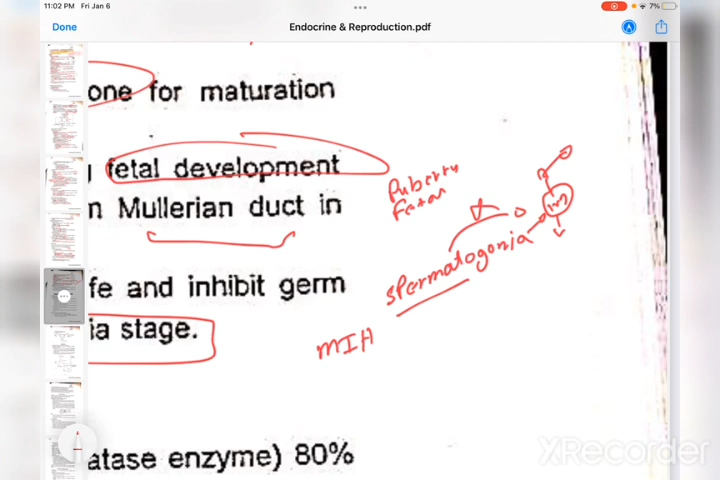 11:02 PM Fri Jan 6
7%
Done
Endocrine & Reproduction.pdf
one for maturation
fetal development
n Mullerian duct in
fe and inhibit germ
ia stage.
atase enzyme) 80%
Puberty
Fetal
spermatogonia
MIH
XRecorder